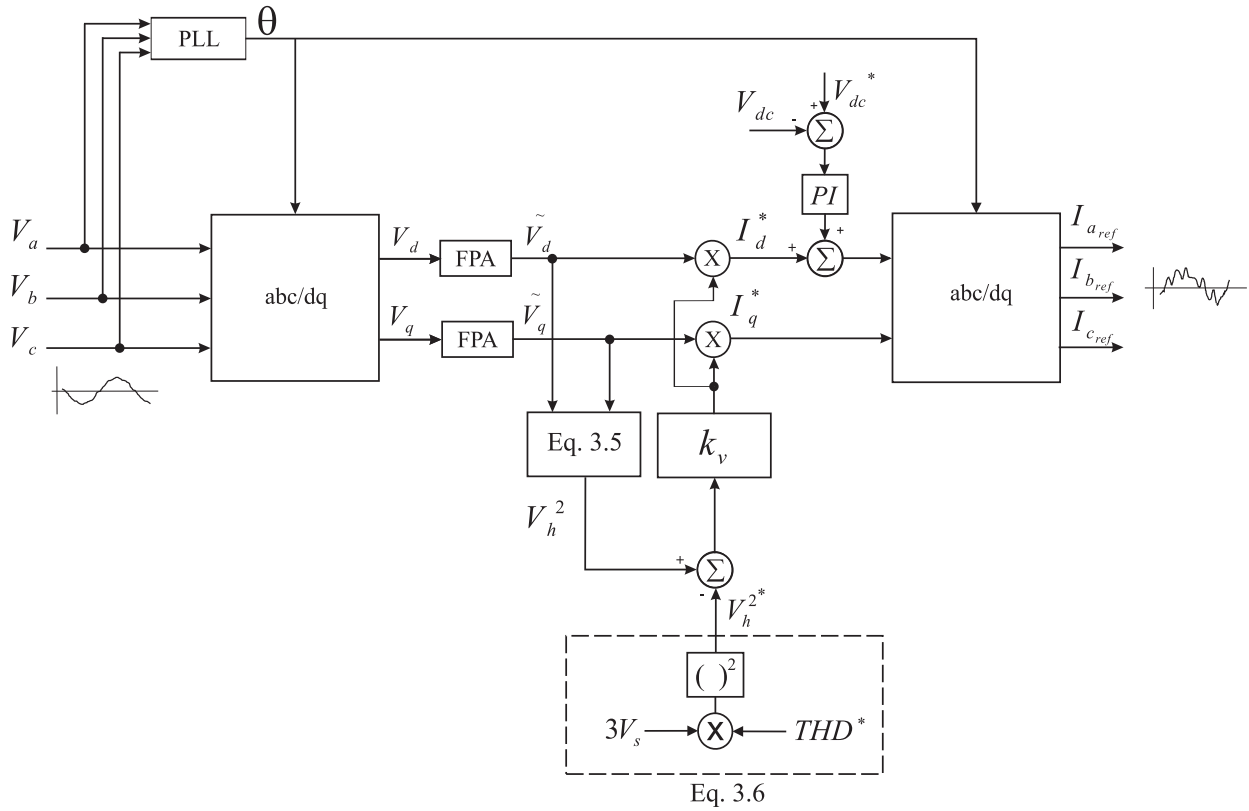 θ
PLL
V_dc^*
V_dc
- +
Σ
PI
V_a
V_b
V_c
abc/dq
V_d
FPA
Ṽ_d
X
I_d^*
+ +
Σ
V_q
FPA
Ṽ_q
X
I_q^*
abc/dq
I_a_ref
I_b_ref
I_c_ref
Eq. 3.5
k_v
V_h^2
+
Σ
-
V_h^2*
( )^2
3V_s
X
THD^*
Eq. 3.6